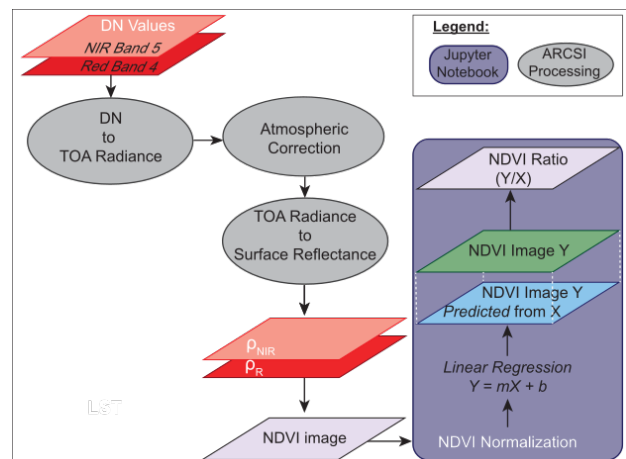 DN Values
NIR Band 5
Red Band 4
DN
to
TOA Radiance
Atmospheric
Correction
TOA Radiance
to
Surface Reflectance
ρNIR
ρR
LST
NDVI image
Legend:
Jupyter
Notebook
ARCSI
Processing
NDVI Ratio
(Y/X)
NDVI Image Y
NDVI Image Y
Predicted from X
Linear Regression
Y = mX + b
NDVI Normalization